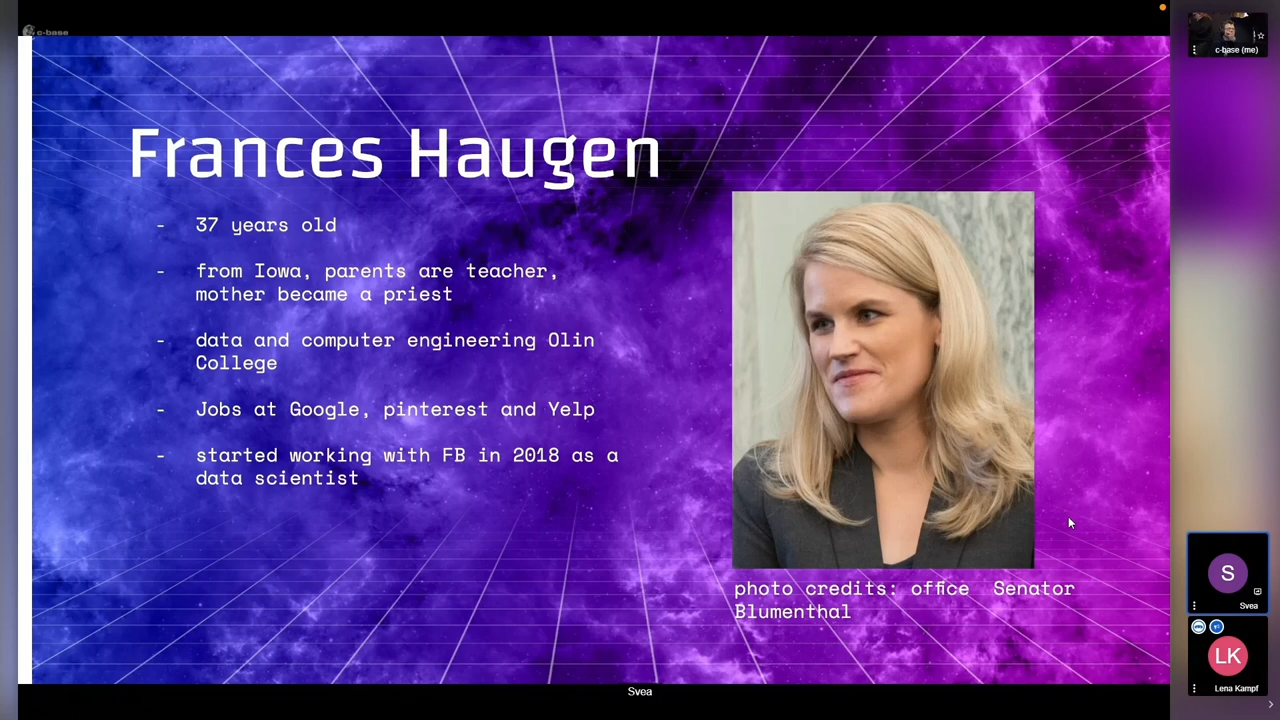 c-base
Frances Haugen
- 37 years old
- from Iowa, parents are teacher,
mother became a priest
- data and computer engineering Olin
College
- Jobs at Google, pinterest and Yelp
- started working with FB in 2018 as a
data scientist
photo credits: office Senator
Blumenthal
Svea
c-base (me)
S
Svea
LK
Lena Kampf